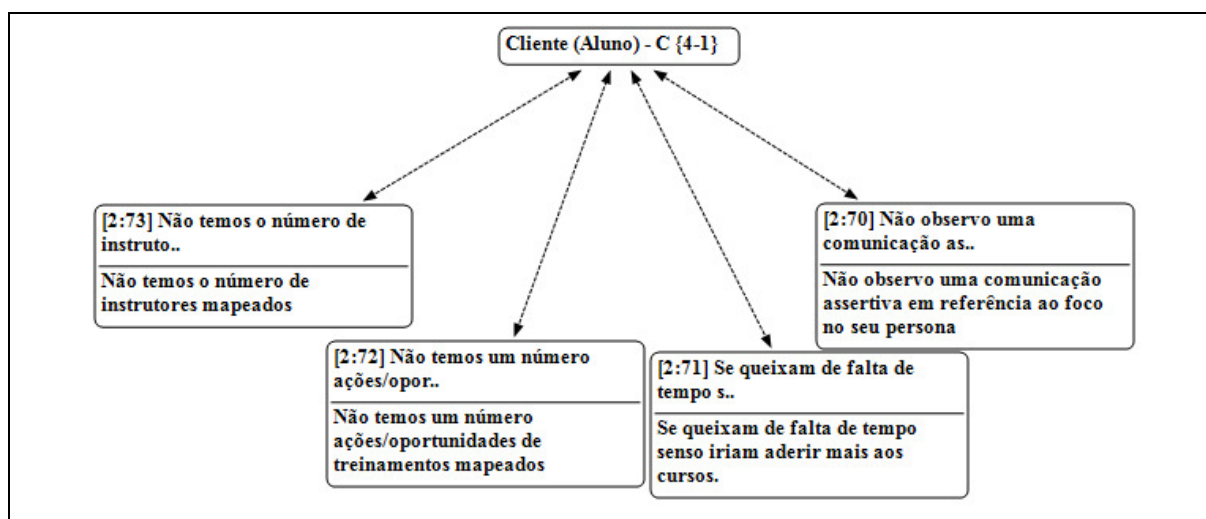 Cliente (Aluno) - C {4-1}
[2:73] Não temos o número de
instruto..
Não temos o número de
instrutores mapeados
[2:70] Não observo uma
comunicação as..
Não observo uma comunicação
assertiva em referência ao foco
no seu persona
[2:72] Não temos um número
ações/opor..
Não temos um número
ações/oportunidades de
treinamentos mapeados
[2:71] Se queixam de falta de
tempo s..
Se queixam de falta de tempo
senso iriam aderir mais aos
cursos.